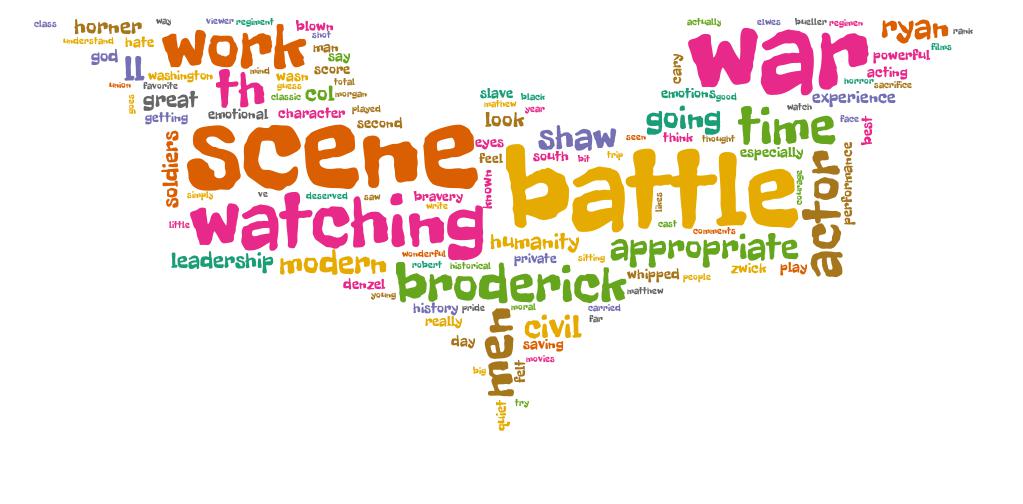 class
horner
way
viewer
regiment
blown
shot
understand
hate
work
man
say
god
ll
washington
mind
wasn
score
guess
total
union
favorite
th
classic
col
morgan
goes
great
getting
emotional
character
played
second
soldiers
scene
eyes
feel
simply
ve
deserved
saw
bravery
write
known
little
watching
wonderful
leadership
modern
robert
historical
denzel
young
broderick
matthew
history
pride
moral
carried
far
really
men
civil
day
saving
movies
big
felt
quiet
try
slave
black
mathew
year
look
shaw
south
bit
trip
seen
battle
likes
cast
comments
courage
humanity
private
sitting
appropriate
whipped
people
zwick
play
actor
performance
actually
elwes
bueller
regimen
ryan
rank
films
war
cary
powerful
acting
horror
sacrifice
emotions
good
experience
watch
going
time
face
best
think
thought
especially